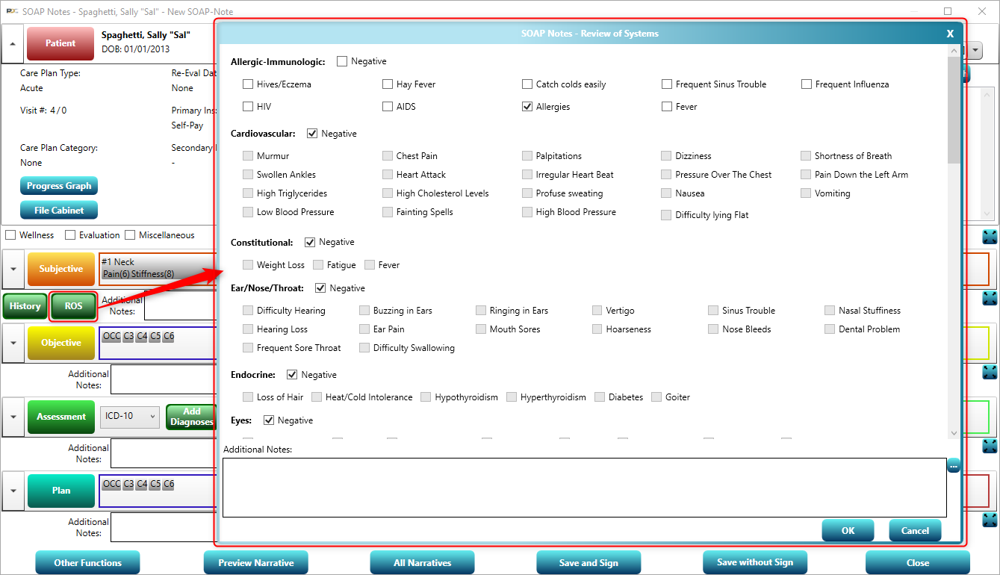 SOAP Notes - Spaghetti, Sally "Sal" - New SOAP-Note
Patient
Spaghetti, Sally "Sal"
DOB: 01/01/2013
Care Plan Type:
Acute
Re-Eval Dat
None
Visit #: 4 / 0
Primary Ins:
Self-Pay
Care Plan Category:
None
Secondary
-
Progress Graph
File Cabinet
Wellness Evaluation Miscellaneous
Subjective
#1 Neck
Pain(6) Stiffness(8)
History
ROS
Additional
Notes:
Objective
OCC C3 C4 C5 C6
Additional
Notes:
Assessment
ICD-10
Add
Diagnoses
Additional
Notes:
Plan
OCC C3 C4 C5 C6
Additional
Notes:
SOAP Notes - Review of Systems
X
Allergic-Immunologic: Negative
Hives/Eczema Hay Fever Catch colds easily Frequent Sinus Trouble Frequent Influenza
HIV AIDS Allergies Fever
Cardiovascular: Negative
Murmur Chest Pain Palpitations Dizziness Shortness of Breath
Swollen Ankles Heart Attack Irregular Heart Beat Pressure Over The Chest Pain Down the Left Arm
High Triglycerides High Cholesterol Levels Profuse sweating Nausea Vomiting
Low Blood Pressure Fainting Spells High Blood Pressure Difficulty lying Flat
Constitutional: Negative
Weight Loss Fatigue Fever
Ear/Nose/Throat: Negative
Difficulty Hearing Buzzing in Ears Ringing in Ears Vertigo Sinus Trouble Nasal Stuffiness
Hearing Loss Ear Pain Mouth Sores Hoarseness Nose Bleeds Dental Problem
Frequent Sore Throat Difficulty Swallowing
Endocrine: Negative
Loss of Hair Heat/Cold Intolerance Hypothyroidism Hyperthyroidism Diabetes Goiter
Eyes: Negative
Additional Notes:
...
OK Cancel
Other Functions Preview Narrative All Narratives Save and Sign Save without Sign Close